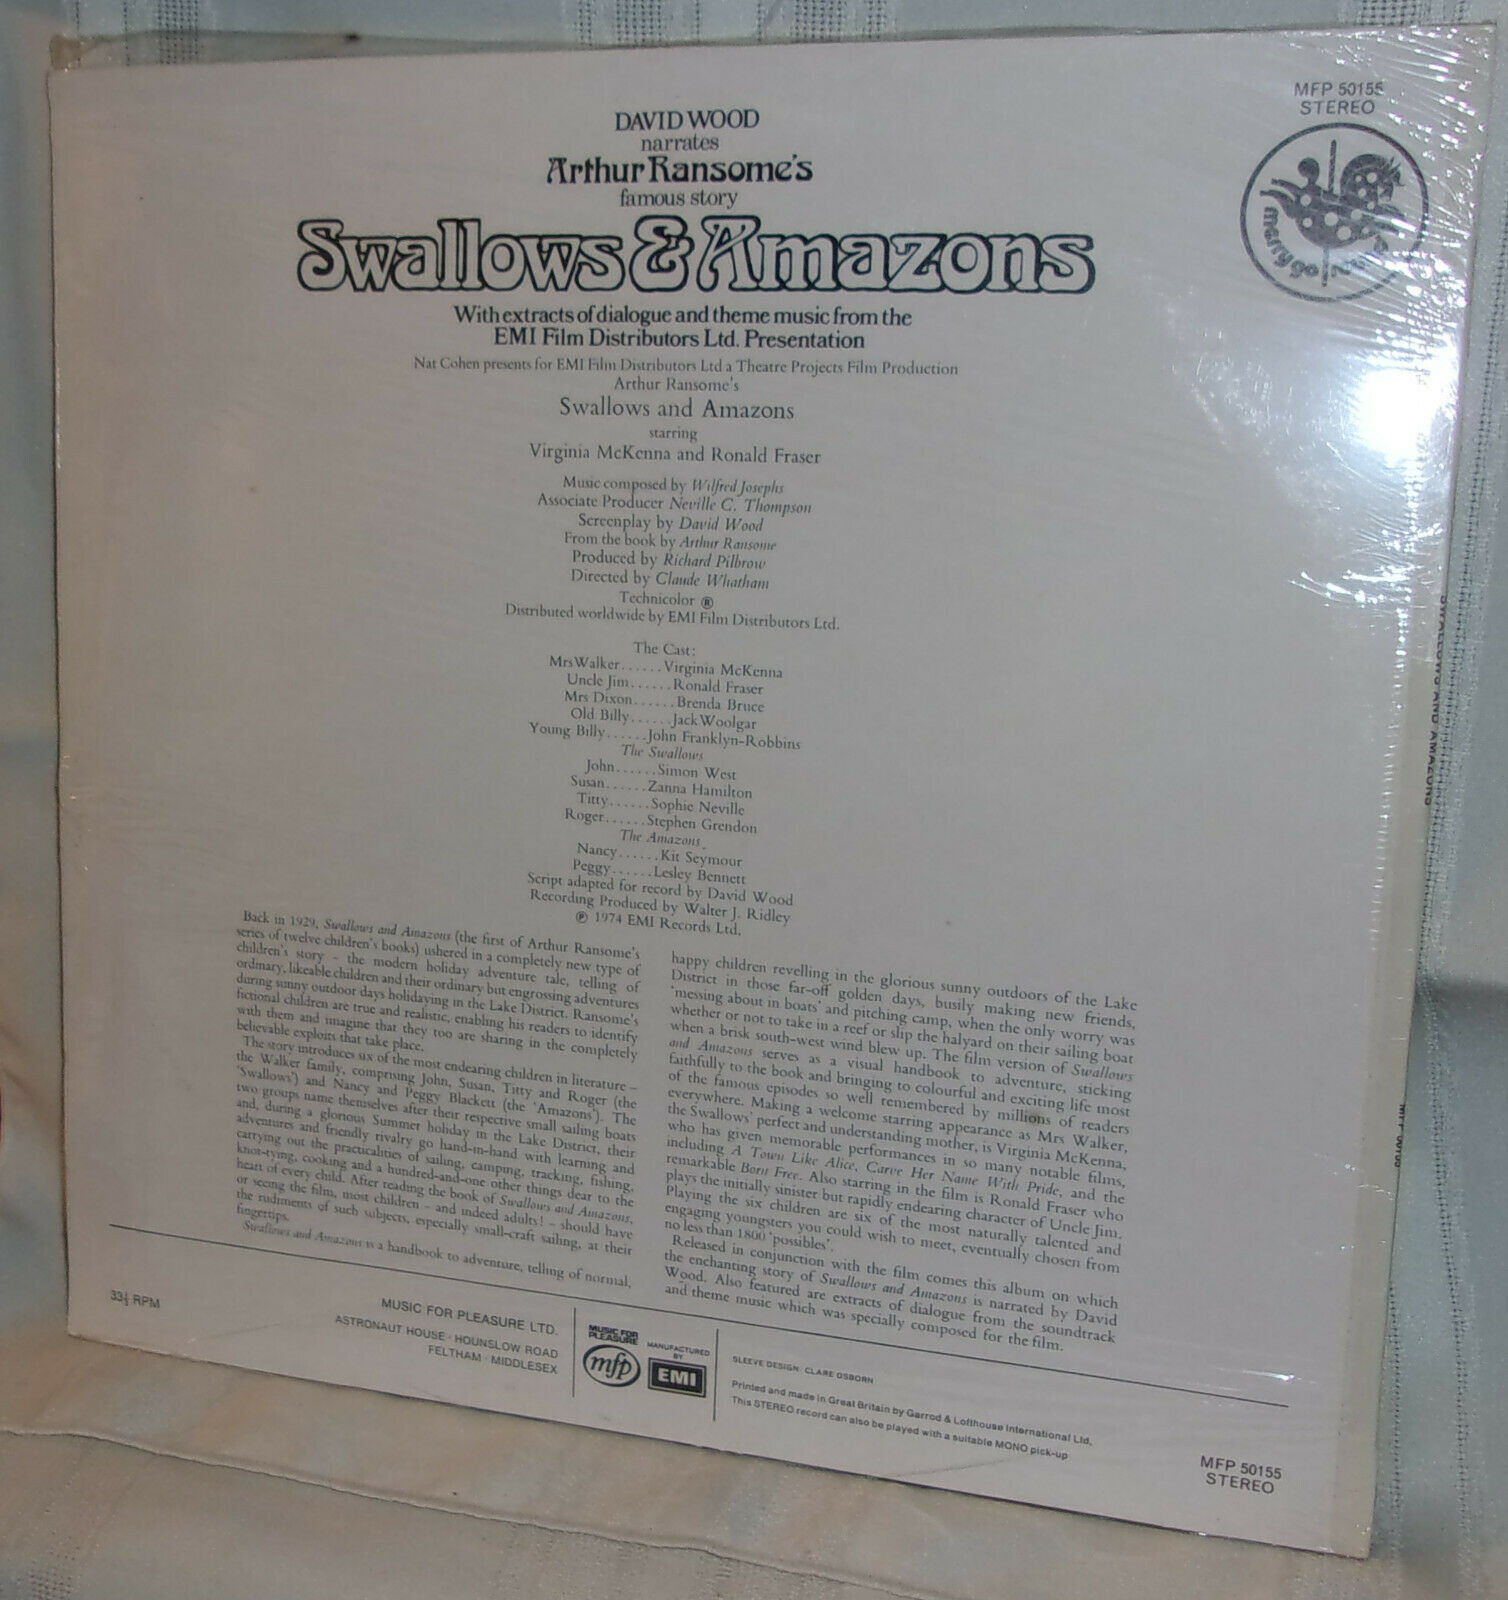 MFP 50155
STEREO
merry go round
DAVID WOOD
narrates
Arthur Ransome's
famous story
Swallows & Amazons
With extracts of dialogue and theme music from the
EMI Film Distributors Ltd. Presentation
Nat Cohen presents for EMI Film Distributors Ltd a Theatre Projects Film Production
Arthur Ransome's
Swallows and Amazons
starring
Virginia McKenna and Ronald Fraser
Music composed by Wilfred Josephs
Associate Producer Neville C. Thompson
Screenplay by David Wood
From the book by Arthur Ransome
Produced by Richard Pilbrow
Directed by Claude Whatham
Technicolor ®
Distributed worldwide by EMI Film Distributors Ltd.
The Cast:
Mrs Walker......Virginia McKenna
Uncle Jim......Ronald Fraser
Mrs Dixon......Brenda Bruce
Old Billy......Jack Woolgar
Young Billy......John Franklyn-Robbins
The Swallows
John......Simon West
Susan......Zanna Hamilton
Titty......Sophie Neville
Roger......Stephen Grendon
The Amazons
Nancy......Kit Seymour
Peggy......Lesley Bennett
Script adapted for record by David Wood
Recording Produced by Walter J. Ridley
℗ 1974 EMI Records Ltd.
Back in 1929, Swallows and Amazons (the first of Arthur Ransome's
series of twelve children's books) ushered in a completely new type of
children's story – the modern holiday adventure tale, telling of
ordinary, likeable children and their ordinary but engrossing adventures
during sunny outdoor days holidaying in the Lake District. Ransome's
fictional children are true and realistic, enabling his readers to identify
with them and imagine that they too are sharing in the completely
believable exploits that take place.
The story introduces six of the most endearing children in literature –
the Walker family, comprising John, Susan, Titty and Roger (the
'Swallows') and Nancy and Peggy Blackett (the 'Amazons'). The
two groups name themselves after their respective small sailing boats
and, during a glorious Summer holiday in the Lake District, their
adventures and friendly rivalry go hand-in-hand with learning and
carrying out the practicalities of sailing, camping, tracking, fishing,
knot-tying, cooking and a hundred-and-one other things dear to the
heart of every child. After reading the book of Swallows and Amazons,
or seeing the film, most children – and indeed adults! – should have
the rudiments of such subjects, especially small-craft sailing, at their
fingertips.
Swallows and Amazons is a handbook to adventure, telling of normal,
happy children revelling in the glorious sunny outdoors of the Lake
District in those far-off golden days, busily making new friends,
'messing about in boats' and pitching camp, when the only worry was
whether or not to take in a reef or slip the halyard on their sailing boat
when a brisk south-west wind blew up. The film version of Swallows
and Amazons serves as a visual handbook to adventure, sticking
faithfully to the book and bringing to colourful and exciting life most
of the famous episodes so well remembered by millions of readers
everywhere. Making a welcome starring appearance as Mrs Walker,
the Swallows' perfect and understanding mother, is Virginia McKenna,
who has given memorable performances in so many notable films,
including A Town Like Alice, Carve Her Name With Pride, and the
remarkable Born Free. Also starring in the film is Ronald Fraser who
plays the initially sinister but rapidly endearing character of Uncle Jim.
Playing the six children are six of the most naturally talented and
engaging youngsters you could wish to meet, eventually chosen from
no less than 1800 'possibles'.
Released in conjunction with the film comes this album on which
the enchanting story of Swallows and Amazons is narrated by David
Wood. Also featured are extracts of dialogue from the soundtrack
and theme music which was specially composed for the film.
33⅓ RPM
MUSIC FOR PLEASURE LTD.
ASTRONAUT HOUSE · HOUNSLOW ROAD
FELTHAM · MIDDLESEX
MUSIC FOR
PLEASURE
mfp
MANUFACTURED
BY
EMI
SLEEVE DESIGN: CLARE OSBORN
Printed and made in Great Britain by Garrod & Lofthouse International Ltd.
This STEREO record can also be played with a suitable MONO pick-up
MFP 50155
STEREO
SWALLOWS AND AMAZONS
MFP 50155